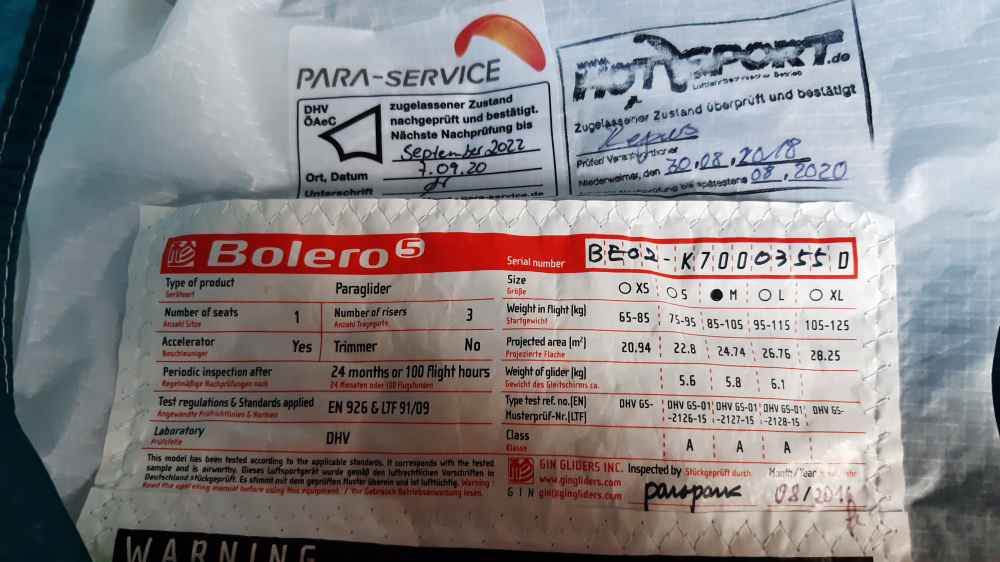 PARA-SERVICE
DHV
ÖAeC
zugelassener Zustand
nachgeprüft und bestätigt.
Nächste Nachprüfung bis
September 2022
7.09.20
Ort, Datum
Unterschrift
para-service.de
www.
MOTOSPORT.de
Luftfahrttechnischer Betrieb
Zugelassener Zustand überprüft und bestätigt
Prüfer/
Niederweimar, den 30.08.2018
Nachprüfung bis spätestens 08.2020
Bolero 5
Serial number BE02-K70003550
Type of product Paraglider
Geräteart
Number of seats 1 Number of risers 3
Anzahl Sitze Anzahl Tragegurte
Accelerator Yes Trimmer No
Beschleuniger
Periodic inspection after 24 months or 100 flight hours
Regelmäßige Nachprüfungen nach 24 Monaten oder 100 Flugstunden
Test regulations & Standards applied EN 926 & LTF 91/09
Angewandte Prüfrichtlinien & Normen
Laboratory DHV
Prüfstelle
Size XS S M L XL
Größe
Weight in flight (kg) 65-85 75-95 85-105 95-115 105-125
Startgewicht
Projected area (m²) 20.94 22.8 24.74 26.76 28.25
Projezierte Fläche
Weight of glider (kg) 5.6 5.8 6.1
Gewicht des Gleitschirms ca.
Type test ref. no.(EN) DHV GS- DHV GS-01 DHV GS-01 DHV GS-01 DHV GS-
Musterprüf-Nr.(LTF) -2126-15 -2127-15 -2128-15
Class A A A
Klasse
This model has been tested according to the applicable standards. It corresponds with the tested
sample and is airworthy. Dieses Luftsportgerät wurde gemäß den luftrechtlichen Vorschriften in
Deutschland stückgeprüft. Es stimmt mit dem geprüften Muster überein und ist lufttüchtig. Warning :
Read the operating manual before using this equipment. / Vor Gebrauch Betriebsanweisung lesen.
GIN
GIN GLIDERS INC.
www.gingliders.com
gin@gingliders.com
Inspected by Stückgeprüft durch Month/Year
parapark 08/2016
WARNING